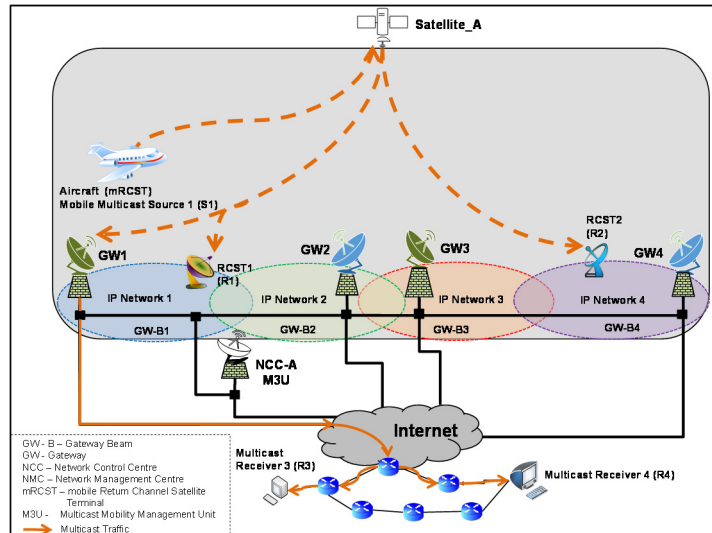 Satellite_A
Aircraft (mRCST)
Mobile Multicast Source 1 (S1)
GW1
RCST1
(R1)
GW2
GW3
RCST2
(R2)
GW4
IP Network 1
IP Network 2
IP Network 3
IP Network 4
GW-B1
GW-B2
GW-B3
GW-B4
NCC-A
M3U
Internet
Multicast
Receiver 3 (R3)
Multicast Receiver 4 (R4)
GW - B – Gateway Beam
GW - Gateway
NCC – Network Control Centre
NMC – Network Management Centre
mRCST – mobile Return Channel Satellite
Terminal
M3U - Multicast Mobility Management Unit
Multicast Traffic